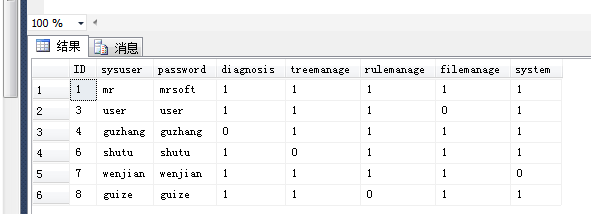 100 %
结果 消息
ID sysuser password diagnosis treemanage rulemanage filemanage system
1 1 mr mrsoft 1 1 1 1 1
2 3 user user 1 1 1 0 1
3 4 guzhang guzhang 0 1 1 1 1
4 6 shutu shutu 1 0 1 1 1
5 7 wenjian wenjian 1 1 1 1 0
6 8 guize guize 1 1 0 1 1